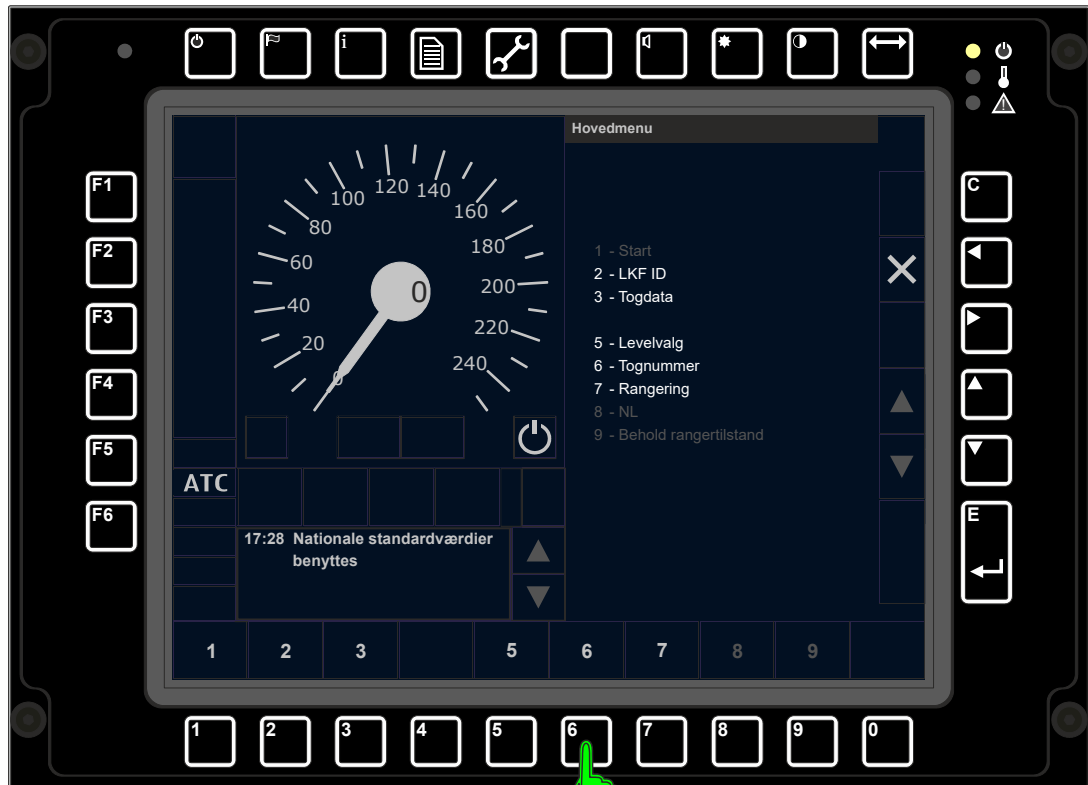 i
Hovedmenu
F1
F2
F3
F4
F5
F6
C
E
0
20
40
60
80
100
120
140
160
180
200
220
240
0
1 - Start
2 - LKF ID
3 - Togdata
5 - Levelvalg
6 - Tognummer
7 - Rangering
8 - NL
9 - Behold rangertilstand
ATC
17:28 Nationale standardværdier
benyttes
1 2 3 5 6 7 8 9
1 2 3 4 5 6 7 8 9 0